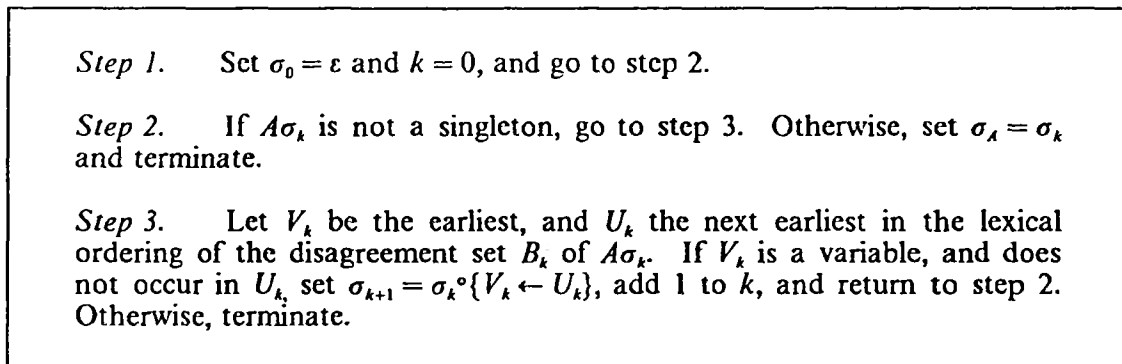 Step 1. Set σ₀ = ε and k = 0, and go to step 2.
Step 2. If Aσₖ is not a singleton, go to step 3. Otherwise, set σ_A = σₖ
and terminate.
Step 3. Let Vₖ be the earliest, and Uₖ the next earliest in the lexical
ordering of the disagreement set Bₖ of Aσₖ. If Vₖ is a variable, and does
not occur in Uₖ, set σₖ₊₁ = σₖ°{Vₖ ← Uₖ}, add 1 to k, and return to step 2.
Otherwise, terminate.